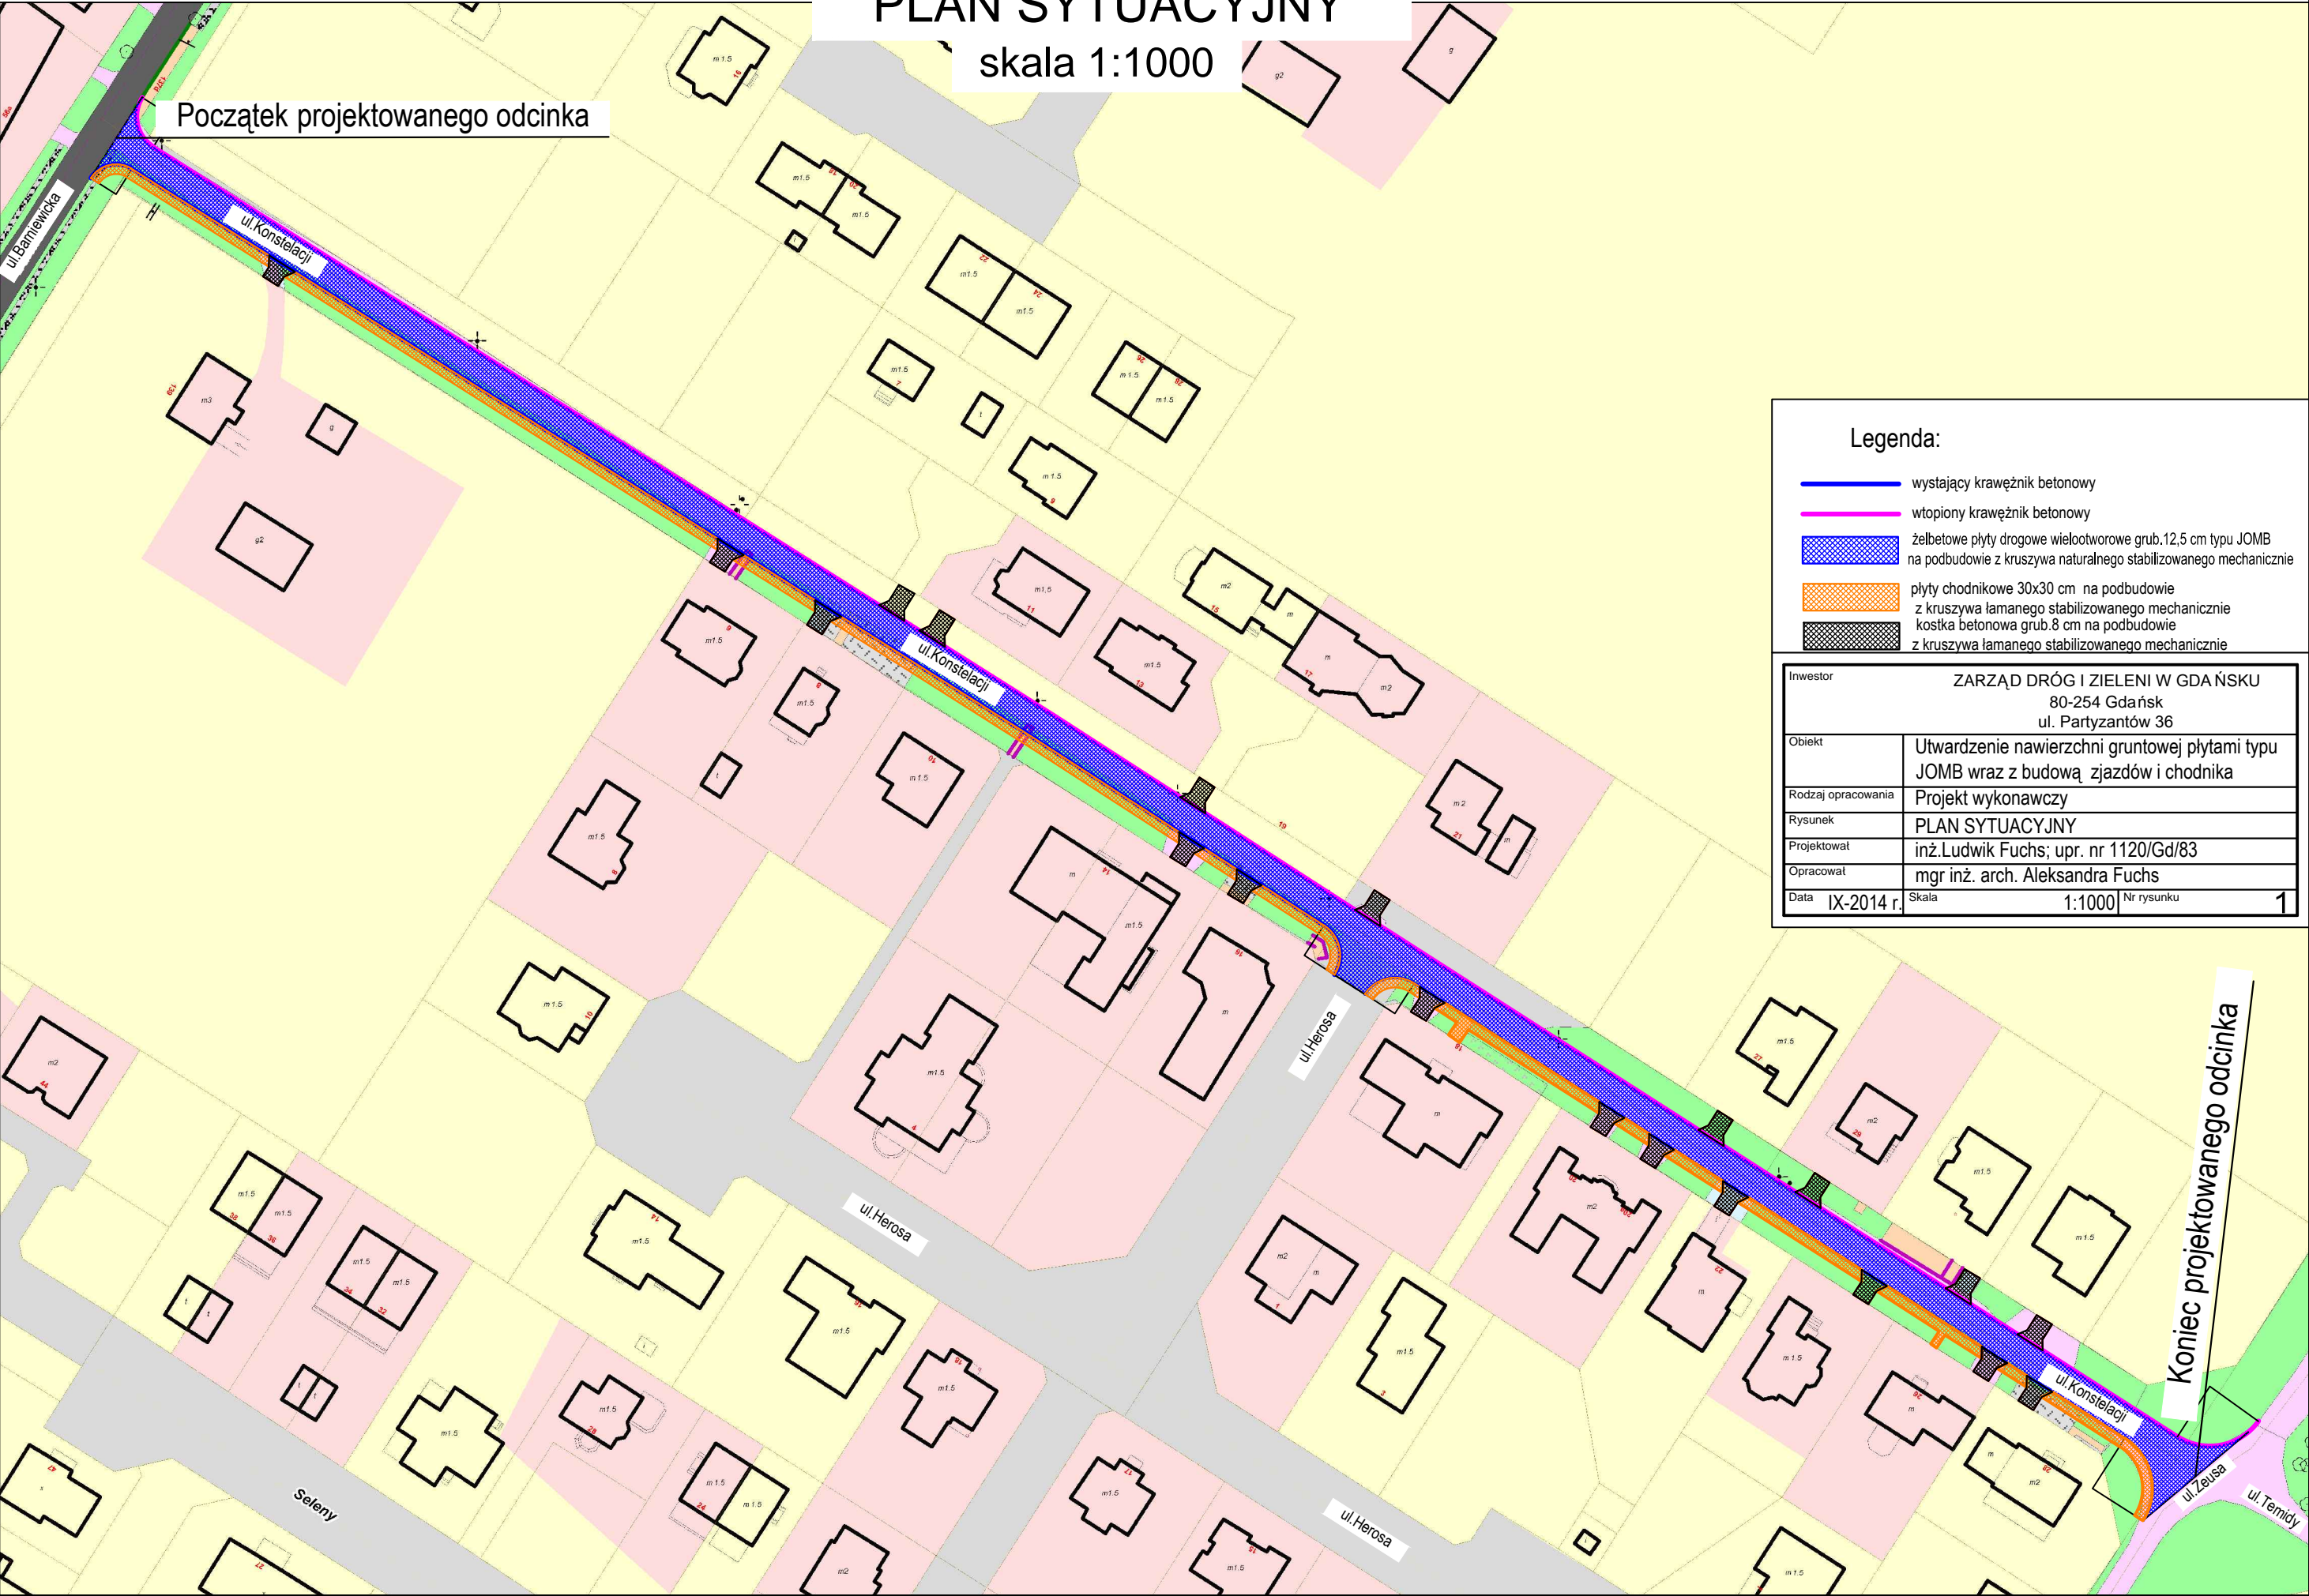 PLAN SYTUACYJNY
skala 1:1000
Początek projektowanego odcinka
ul.Barniewicka
ul.Konstelacji
ul.Konstelacji
ul.Konstelacji
ul.Herosa
ul.Herosa
ul.Herosa
Seleny
ul.Zeusa
ul.Temidy
Koniec projektowanego odcinka
Legenda:
wystający krawężnik betonowy
wtopiony krawężnik betonowy
żelbetowe płyty drogowe wielootworowe grub.12,5 cm typu JOMB
na podbudowie z kruszywa naturalnego stabilizowanego mechanicznie
płyty chodnikowe 30x30 cm na podbudowie
z kruszywa łamanego stabilizowanego mechanicznie
kostka betonowa grub.8 cm na podbudowie
z kruszywa łamanego stabilizowanego mechanicznie
Inwestor
ZARZĄD DRÓG I ZIELENI W GDAŃSKU
80-254 Gdańsk
ul. Partyzantów 36
Obiekt
Utwardzenie nawierzchni gruntowej płytami typu
JOMB wraz z budową zjazdów i chodnika
Rodzaj opracowania Projekt wykonawczy
Rysunek PLAN SYTUACYJNY
Projektował inż.Ludwik Fuchs; upr. nr 1120/Gd/83
Opracował mgr inż. arch. Aleksandra Fuchs
Data IX-2014 r. Skala 1:1000 Nr rysunku 1